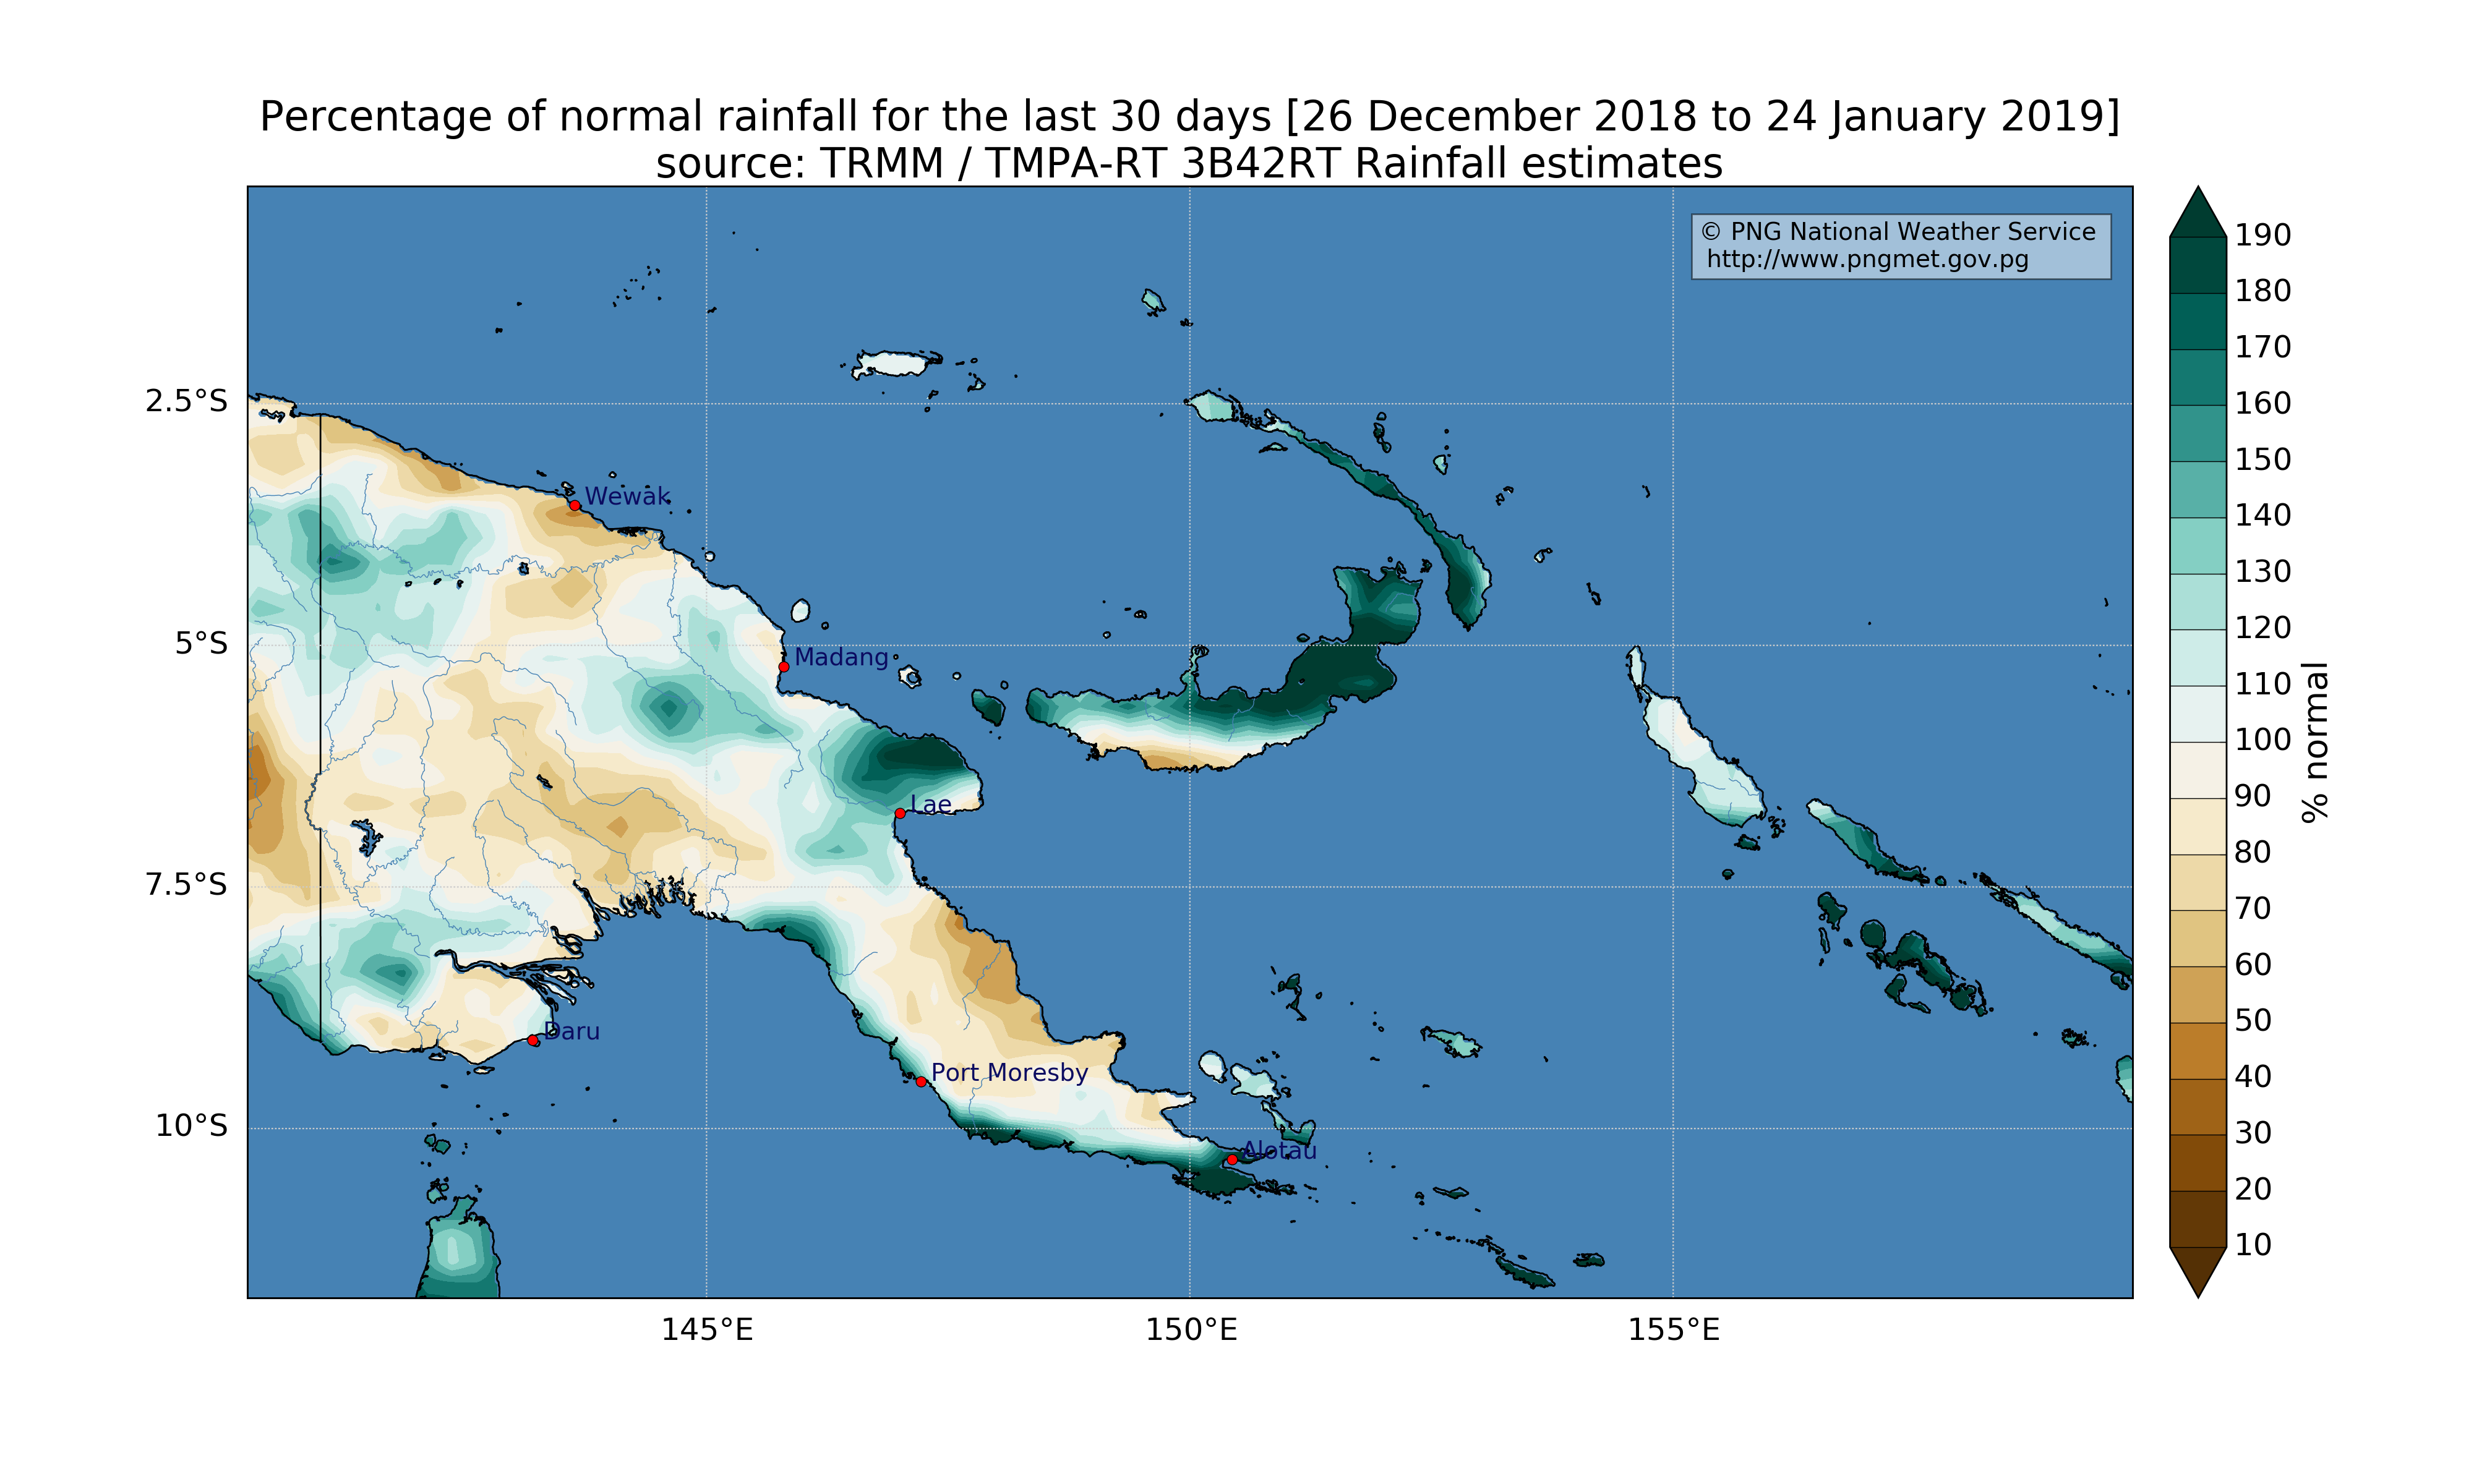 Percentage of normal rainfall for the last 30 days [26 December 2018 to 24 January 2019]
source: TRMM / TMPA-RT 3B42RT Rainfall estimates
© PNG National Weather Service
http://www.pngmet.gov.pg
2.5°S
5°S
7.5°S
10°S
145°E
150°E
155°E
Wewak
Madang
Lae
Daru
Port Moresby
Alotau
190
180
170
160
150
140
130
120
110
100
90
80
70
60
50
40
30
20
10
% normal